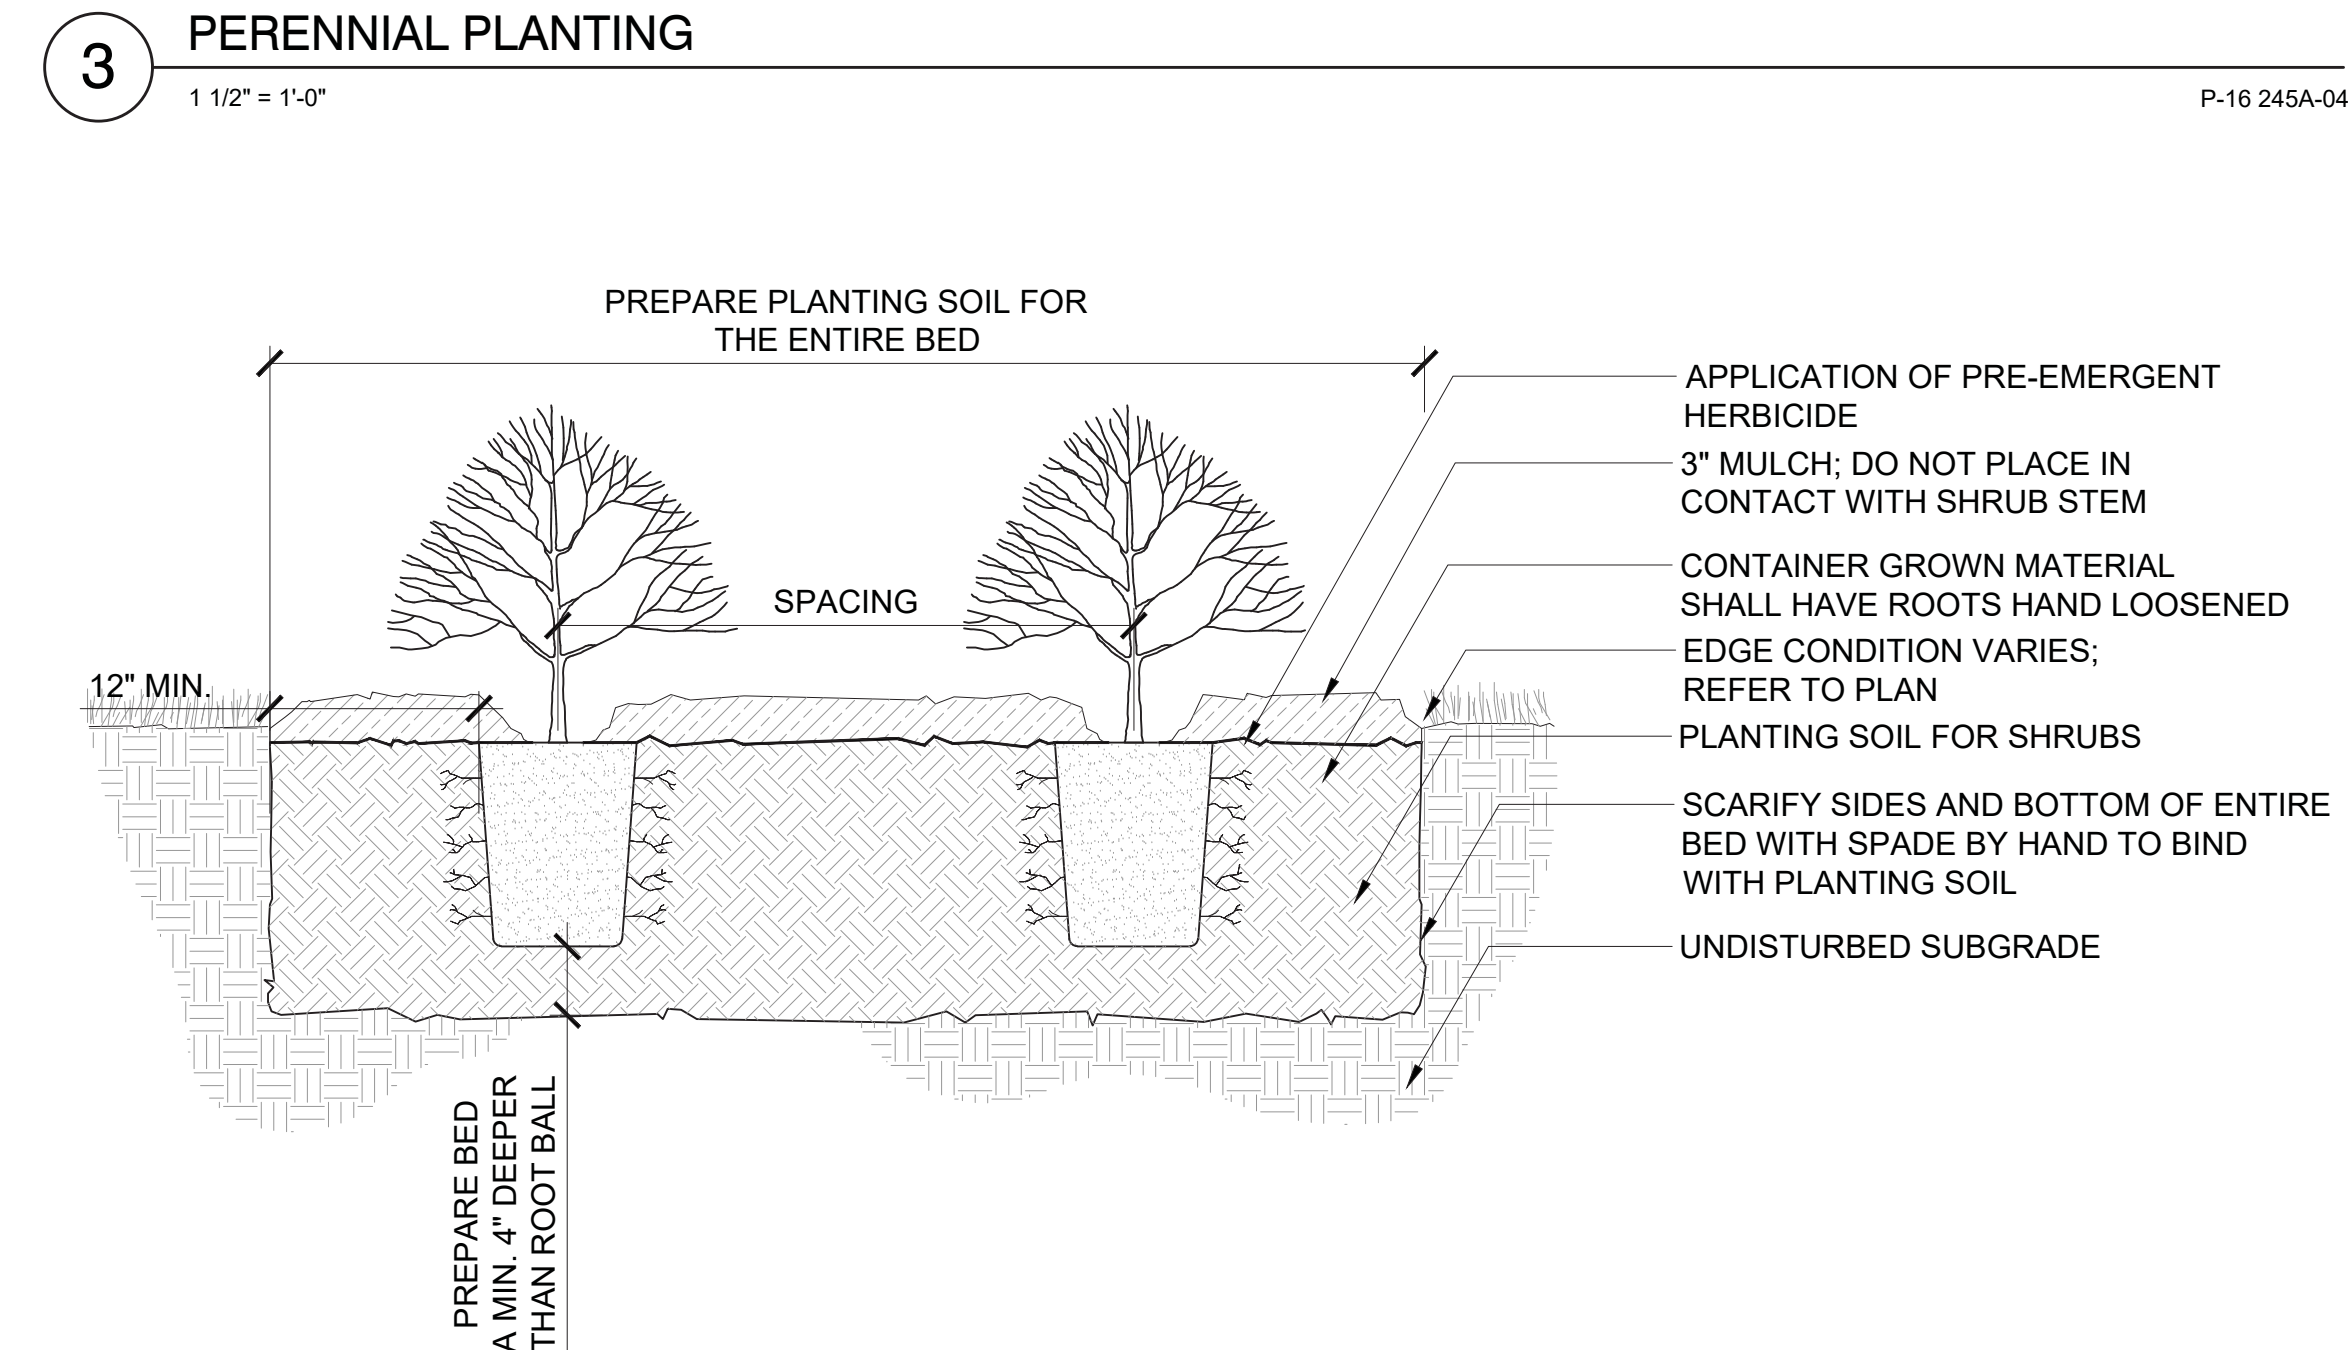 3
PERENNIAL PLANTING
1 1/2" = 1'-0"
P-16 245A-04
PREPARE PLANTING SOIL FOR
THE ENTIRE BED
APPLICATION OF PRE-EMERGENT
HERBICIDE
3" MULCH; DO NOT PLACE IN
CONTACT WITH SHRUB STEM
CONTAINER GROWN MATERIAL
SHALL HAVE ROOTS HAND LOOSENED
SPACING
EDGE CONDITION VARIES;
REFER TO PLAN
12" MIN.
PLANTING SOIL FOR SHRUBS
SCARIFY SIDES AND BOTTOM OF ENTIRE
BED WITH SPADE BY HAND TO BIND
WITH PLANTING SOIL
UNDISTURBED SUBGRADE
PREPARE BED
A MIN. 4" DEEPER
THAN ROOT BALL